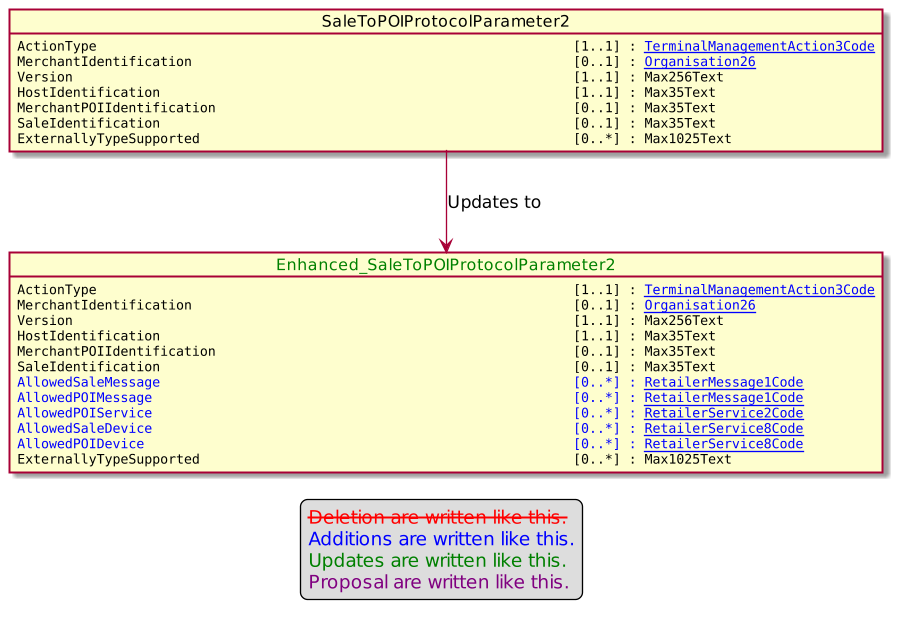 SaleToPOIProtocolParameter2
ActionType [1..1] : TerminalManagementAction3Code
MerchantIdentification [0..1] : Organisation26
Version [1..1] : Max256Text
HostIdentification [1..1] : Max35Text
MerchantPOIIdentification [0..1] : Max35Text
SaleIdentification [0..1] : Max35Text
ExternallyTypeSupported [0..*] : Max1025Text
Updates to
Enhanced_SaleToPOIProtocolParameter2
ActionType [1..1] : TerminalManagementAction3Code
MerchantIdentification [0..1] : Organisation26
Version [1..1] : Max256Text
HostIdentification [1..1] : Max35Text
MerchantPOIIdentification [0..1] : Max35Text
SaleIdentification [0..1] : Max35Text
AllowedSaleMessage [0..*] : RetailerMessage1Code
AllowedPOIMessage [0..*] : RetailerMessage1Code
AllowedPOIService [0..*] : RetailerService2Code
AllowedSaleDevice [0..*] : RetailerService8Code
AllowedPOIDevice [0..*] : RetailerService8Code
ExternallyTypeSupported [0..*] : Max1025Text
Deletion are written like this.
Additions are written like this.
Updates are written like this.
Proposal are written like this.